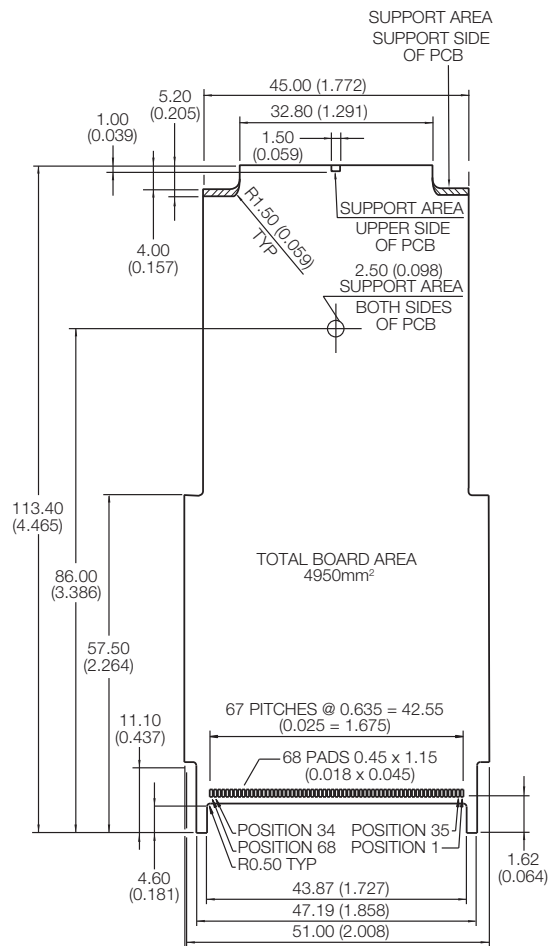 SUPPORT AREA
SUPPORT SIDE
OF PCB
45.00 (1.772)
5.20
(0.205)
32.80 (1.291)
1.00
(0.039)
1.50
(0.059)
R1.50 (0.059)
TYP
SUPPORT AREA
UPPER SIDE
OF PCB
4.00
(0.157)
2.50 (0.098)
SUPPORT AREA
BOTH SIDES
OF PCB
113.40
(4.465)
86.00
(3.386)
TOTAL BOARD AREA
4950mm²
57.50
(2.264)
67 PITCHES @ 0.635 = 42.55
(0.025 = 1.675)
11.10
(0.437)
68 PADS 0.45 x 1.15
(0.018 x 0.045)
POSITION 34 POSITION 35
POSITION 68 POSITION 1
R0.50 TYP
1.62
(0.064)
4.60
(0.181)
43.87 (1.727)
47.19 (1.858)
51.00 (2.008)